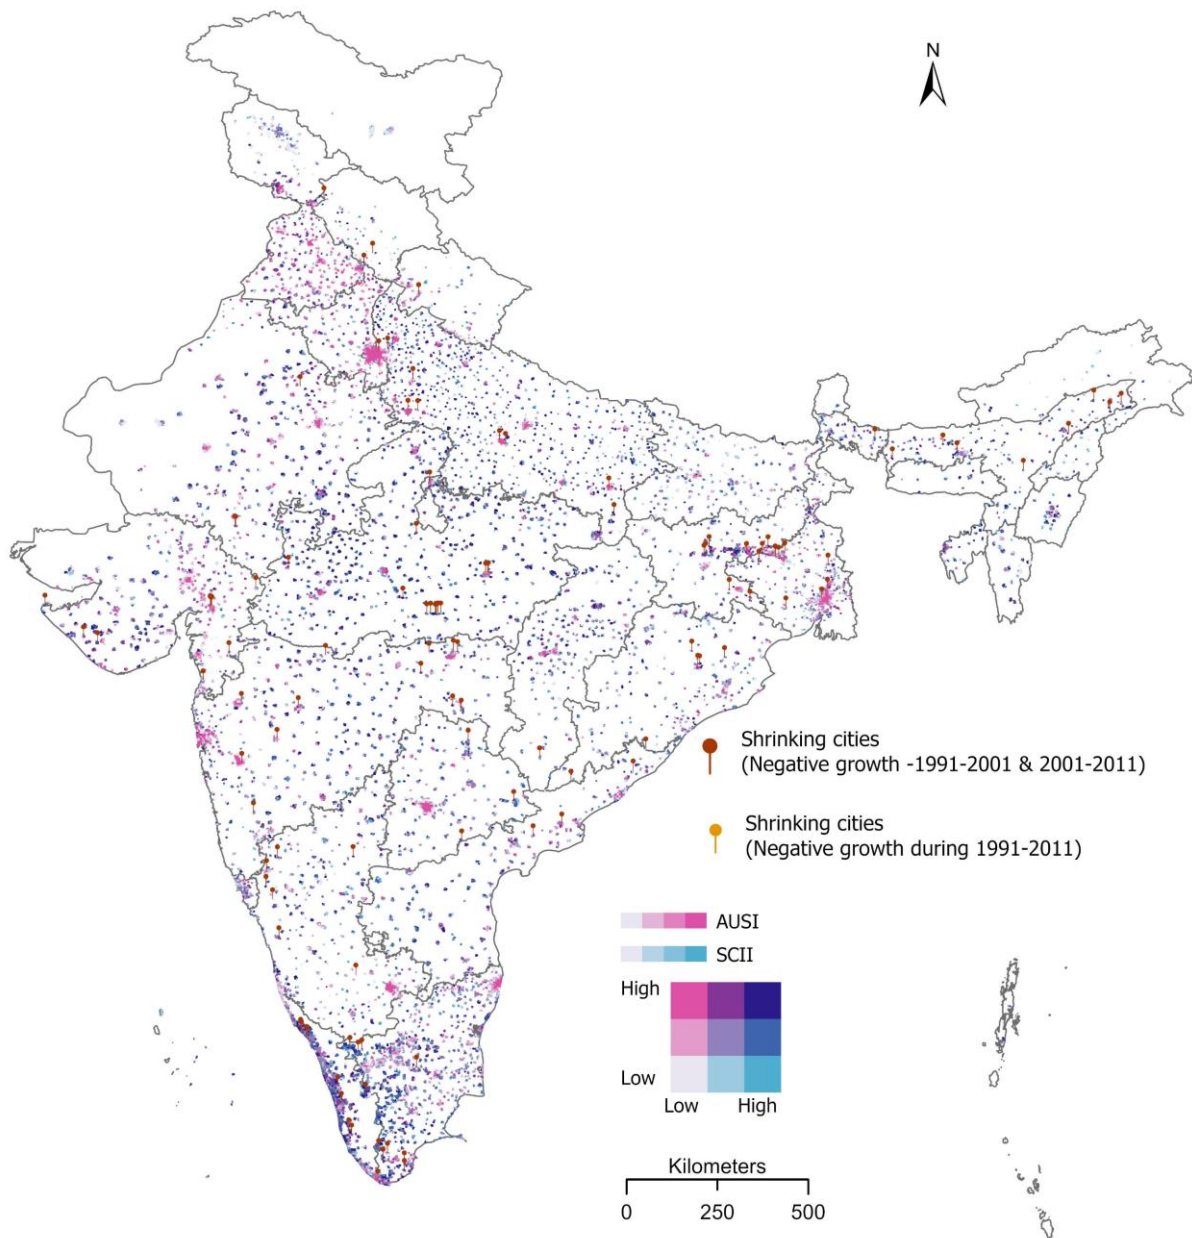 N
Shrinking cities
(Negative growth -1991-2001 & 2001-2011)
Shrinking cities
(Negative growth during 1991-2011)
AUSI
SCII
High
Low
Low High
Kilometers
0 250 500